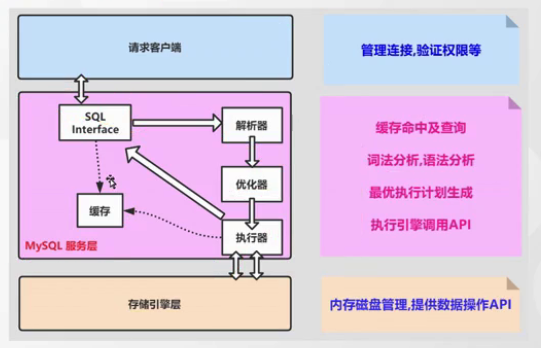 请求客户端
管理连接,验证权限等
SQL
Interface
解析器
优化器
缓存
执行器
MySQL 服务层
缓存命中及查询
词法分析,语法分析
最优执行计划生成
执行引擎调用API
存储引擎层
内存磁盘管理,提供数据操作API